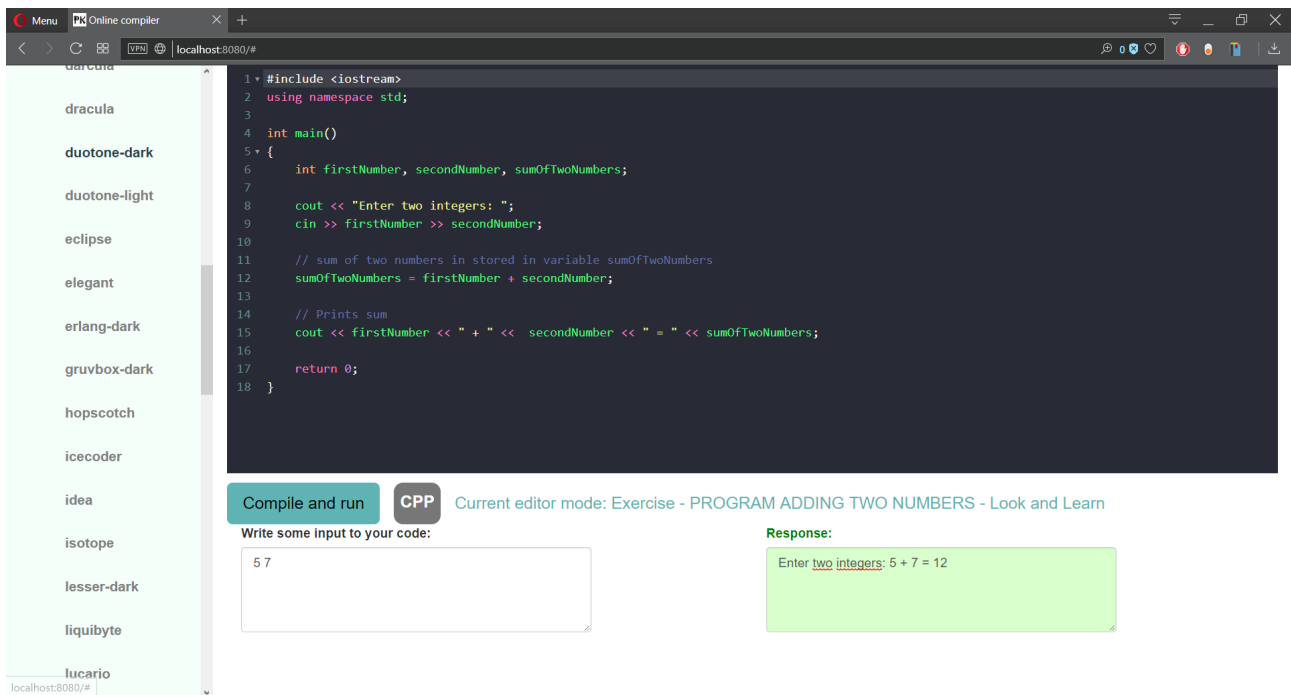 Menu
PK Online compiler
VPN
localhost:8080/#
0
darcula
dracula
duotone-dark
duotone-light
eclipse
elegant
erlang-dark
gruvbox-dark
hopscotch
icecoder
idea
isotope
lesser-dark
liquibyte
lucario
localhost:8080/#
1 #include <iostream>
2 using namespace std;
3
4 int main()
5 {
6 int firstNumber, secondNumber, sumOfTwoNumbers;
7
8 cout << "Enter two integers: ";
9 cin >> firstNumber >> secondNumber;
10
11 // sum of two numbers in stored in variable sumOfTwoNumbers
12 sumOfTwoNumbers = firstNumber + secondNumber;
13
14 // Prints sum
15 cout << firstNumber << " + " <<  secondNumber << " = " << sumOfTwoNumbers;
16
17 return 0;
18 }
Compile and run
CPP
Current editor mode: Exercise - PROGRAM ADDING TWO NUMBERS - Look and Learn
Write some input to your code:
5 7
Response:
Enter two integers: 5 + 7 = 12